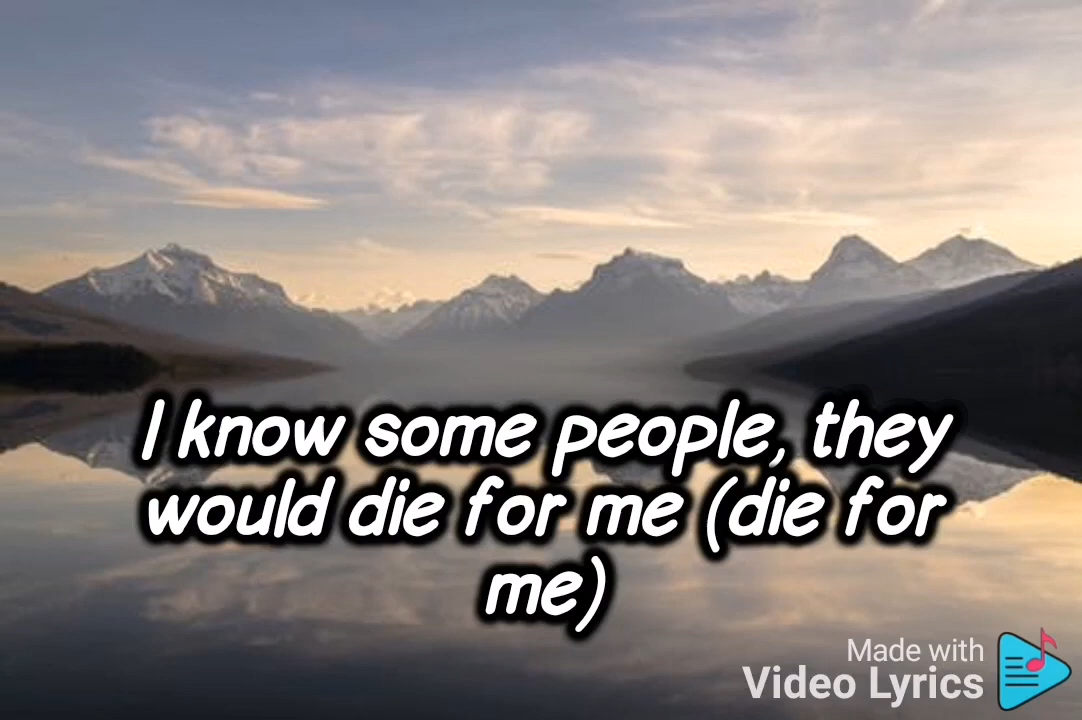 I know some people, they
would die for me (die for
me)
Made with
Video Lyrics